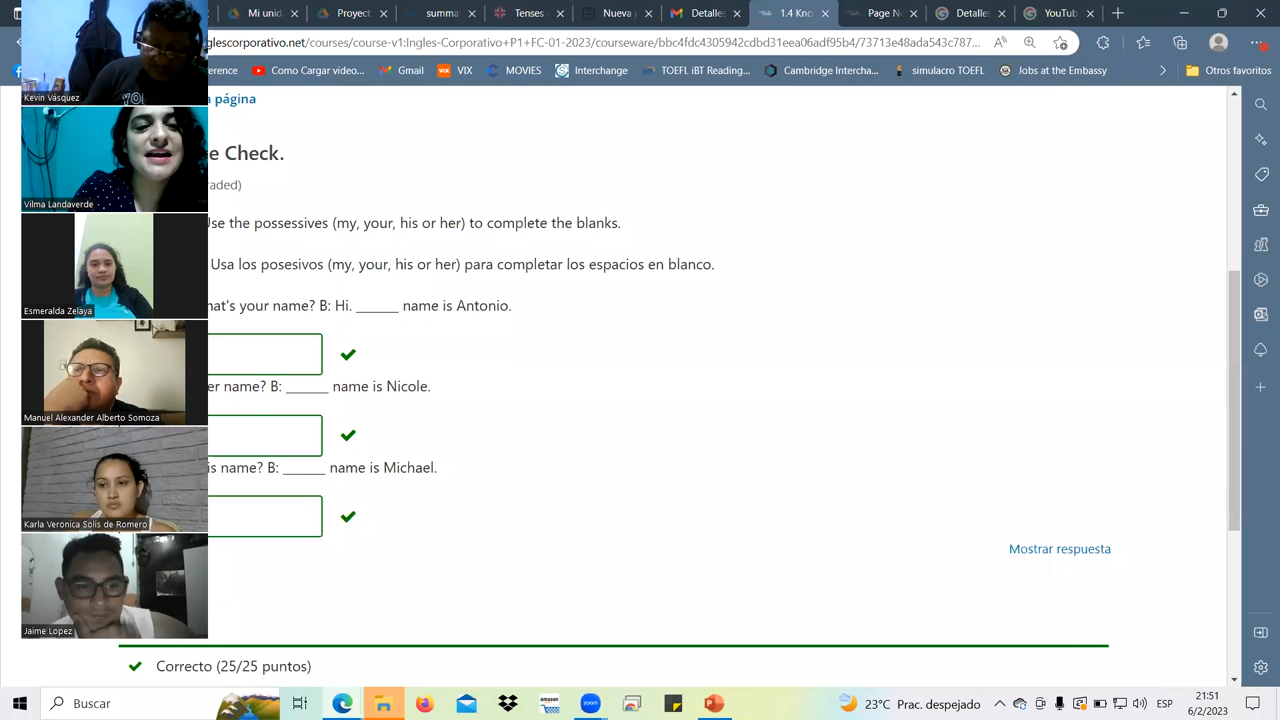 Mi unid
Proyect
summ
Nueva
Detalles
1.4 Kno
Page
YouTub
glescorporativo.net/courses/course-v1:Ingles-Corporativo+P1+FC-01-2023/courseware/bbc4fdc4305942cdbd31eea06adf95b4/73713e48ada543c787...
erence
Como Cargar video...
Gmail
VIX
MOVIES
Interchange
TOEFL iBT Reading...
Cambridge Intercha...
simulacro TOEFL
Jobs at the Embassy
Otros favoritos
Kevin Vásquez
Vilma Landaverde
Esmeralda Zelaya
Manuel Alexander Alberto Somoza
Karla Veronica Solis de Romero
Jaime Lopez
a página
e Check.
raded)
Use the possessives (my, your, his or her) to complete the blanks.
Usa los posesivos (my, your, his or her) para completar los espacios en blanco.
hat's your name? B: Hi. ______ name is Antonio.
er name? B: ______ name is Nicole.
is name? B: ______ name is Michael.
Mostrar respuesta
Correcto (25/25 puntos)
Buscar
23°C Prac. despejado
ESP
21:51
6/2/2023